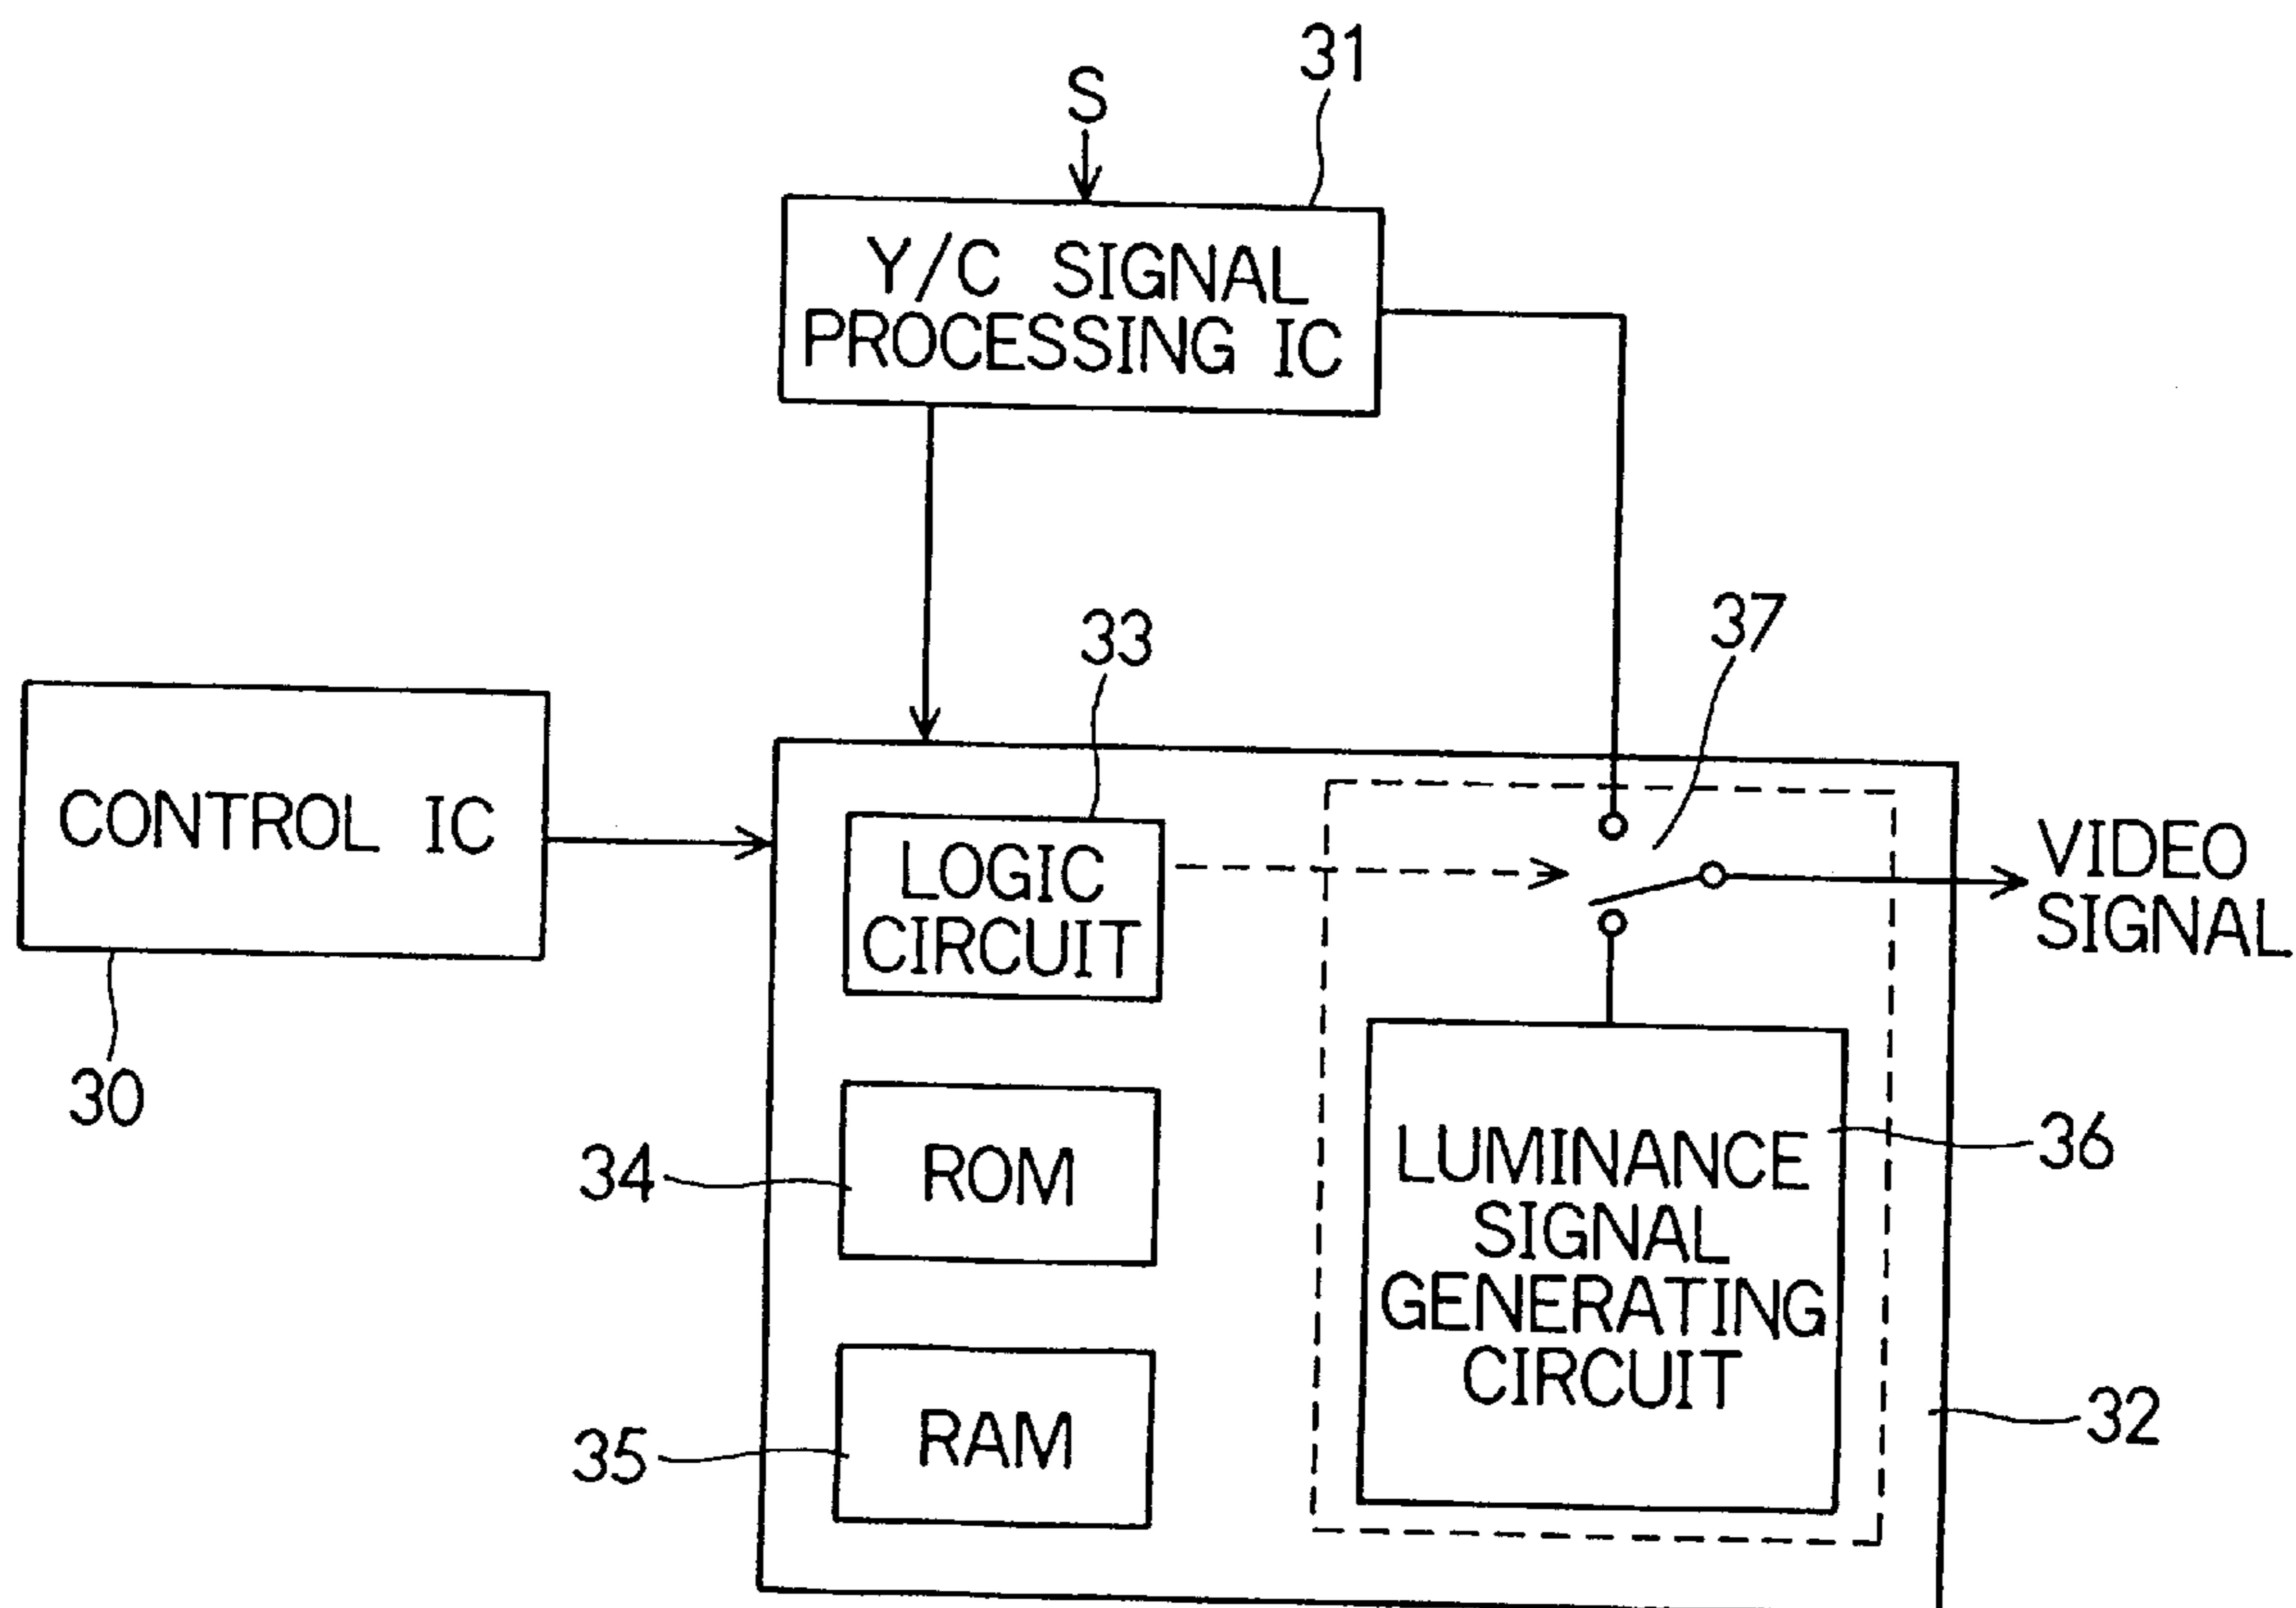 31
S
Y/C SIGNAL
PROCESSING IC
33
37
CONTROL IC
LOGIC
CIRCUIT
VIDEO
SIGNAL
30
34
ROM
LUMINANCE
SIGNAL
GENERATING
CIRCUIT
36
35
RAM
32